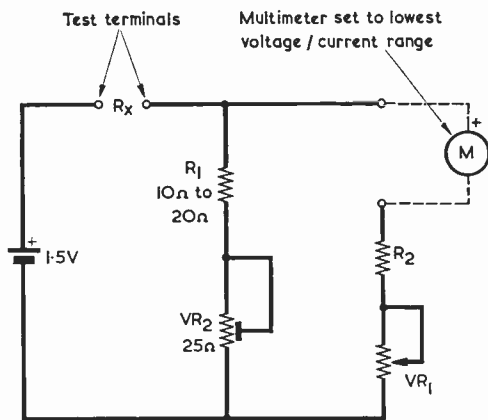 Test terminals
Multimeter set to lowest
voltage / current range
Rx
+
M
R1
10Ω to
20Ω
+
1·5V
R2
VR2
25Ω
VR1